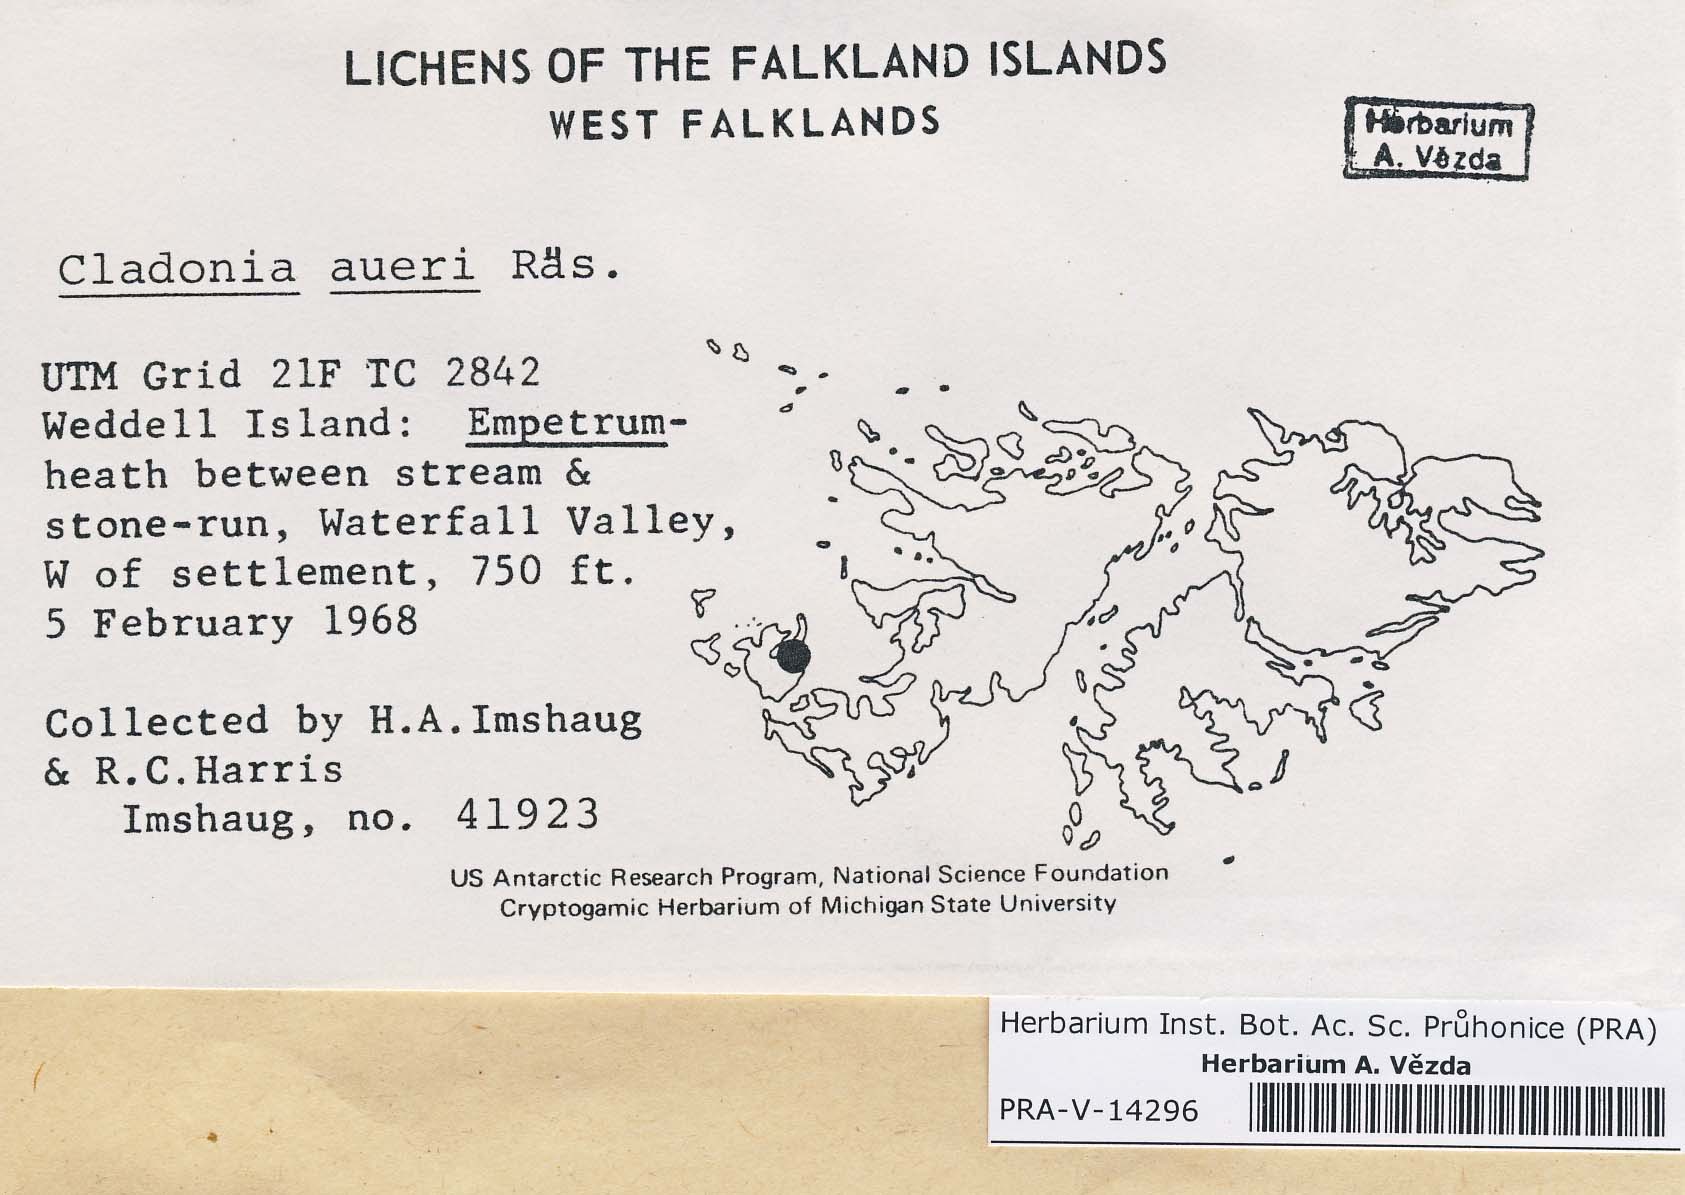 LICHENS OF THE FALKLAND ISLANDS
WEST FALKLANDS
Herbarium
A. Vězda
Cladonia aueri Räs.
UTM Grid 21F TC 2842
Weddell Island: Empetrum-
heath between stream &
stone-run, Waterfall Valley,
W of settlement, 750 ft.
5 February 1968
Collected by H.A.Imshaug
& R.C.Harris
Imshaug, no. 41923
US Antarctic Research Program, National Science Foundation
Cryptogamic Herbarium of Michigan State University
Herbarium Inst. Bot. Ac. Sc. Průhonice (PRA)
Herbarium A. Vězda
PRA-V-14296